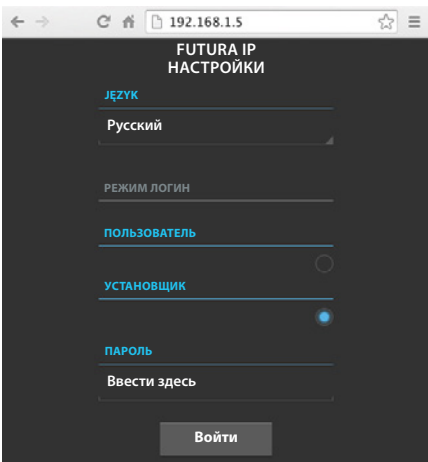 192.168.1.5
FUTURA IP
НАСТРОЙКИ
JĘZYK
Русский
РЕЖИМ ЛОГИН
ПОЛЬЗОВАТЕЛЬ
УСТАНОВЩИК
ПАРОЛЬ
Ввести здесь
Войти